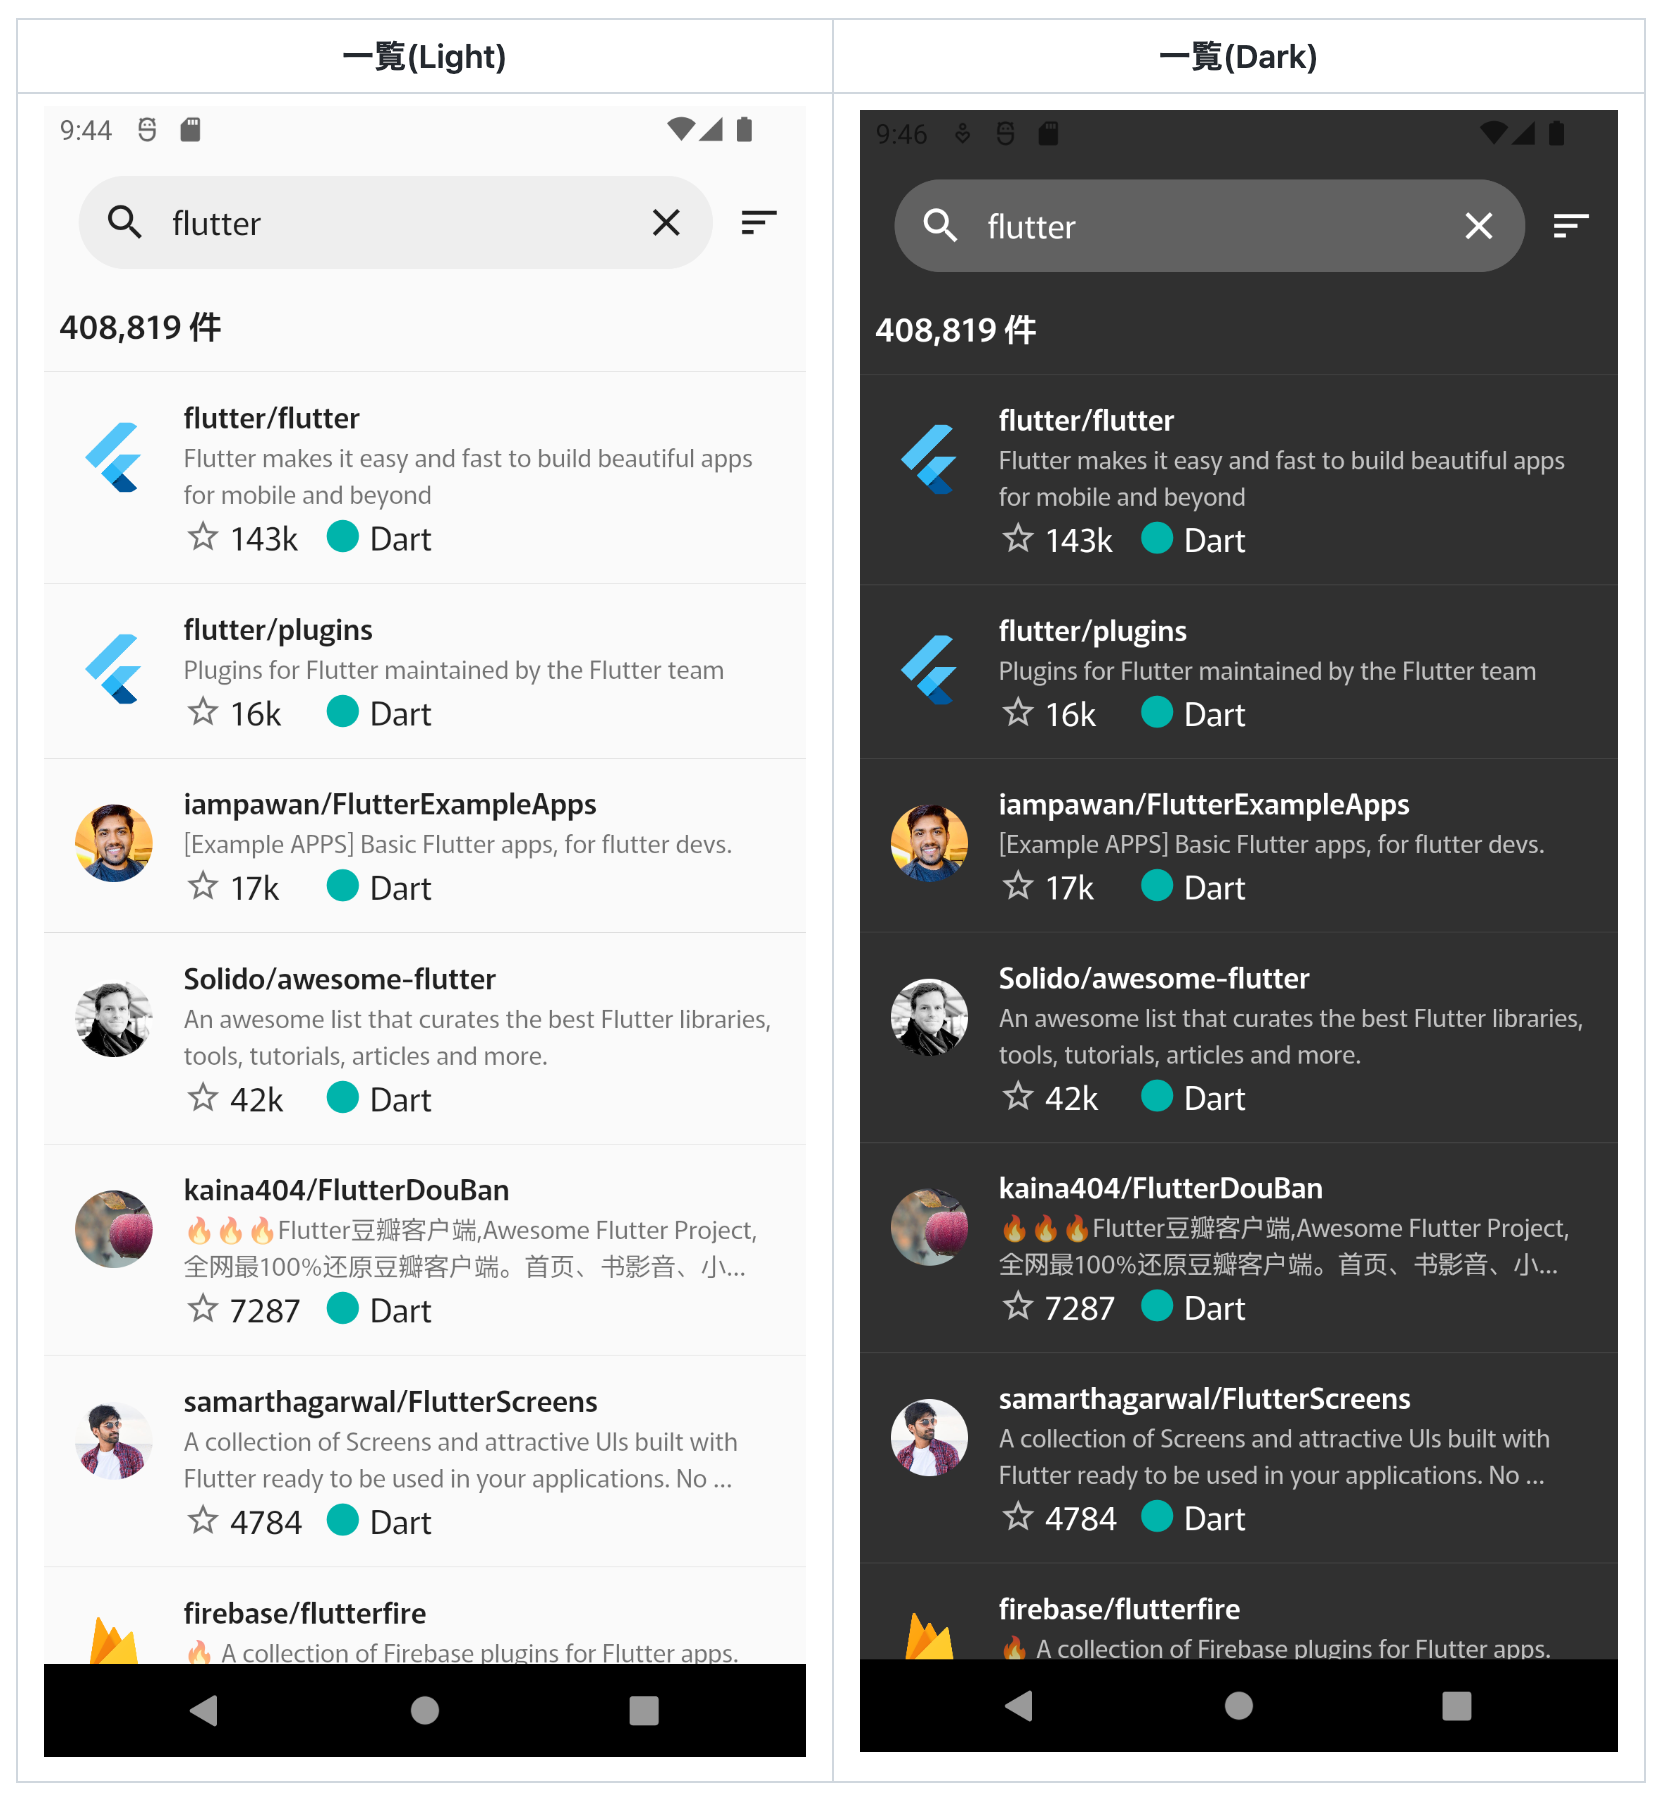 一覧(Light)
9:44
flutter
408,819 件
flutter/flutter
Flutter makes it easy and fast to build beautiful apps
for mobile and beyond
143k Dart
flutter/plugins
Plugins for Flutter maintained by the Flutter team
16k Dart
iampawan/FlutterExampleApps
[Example APPS] Basic Flutter apps, for flutter devs.
17k Dart
Solido/awesome-flutter
An awesome list that curates the best Flutter libraries,
tools, tutorials, articles and more.
42k Dart
kaina404/FlutterDouBan
🔥🔥🔥Flutter豆瓣客户端,Awesome Flutter Project,
全网最100%还原豆瓣客户端。首页、书影音、小...
7287 Dart
samarthagarwal/FlutterScreens
A collection of Screens and attractive UIs built with
Flutter ready to be used in your applications. No ...
4784 Dart
firebase/flutterfire
🔥 A collection of Firebase plugins for Flutter apps.
一覧(Dark)
9:46
flutter
408,819 件
flutter/flutter
Flutter makes it easy and fast to build beautiful apps
for mobile and beyond
143k Dart
flutter/plugins
Plugins for Flutter maintained by the Flutter team
16k Dart
iampawan/FlutterExampleApps
[Example APPS] Basic Flutter apps, for flutter devs.
17k Dart
Solido/awesome-flutter
An awesome list that curates the best Flutter libraries,
tools, tutorials, articles and more.
42k Dart
kaina404/FlutterDouBan
🔥🔥🔥Flutter豆瓣客户端,Awesome Flutter Project,
全网最100%还原豆瓣客户端。首页、书影音、小...
7287 Dart
samarthagarwal/FlutterScreens
A collection of Screens and attractive UIs built with
Flutter ready to be used in your applications. No ...
4784 Dart
firebase/flutterfire
🔥 A collection of Firebase plugins for Flutter apps.